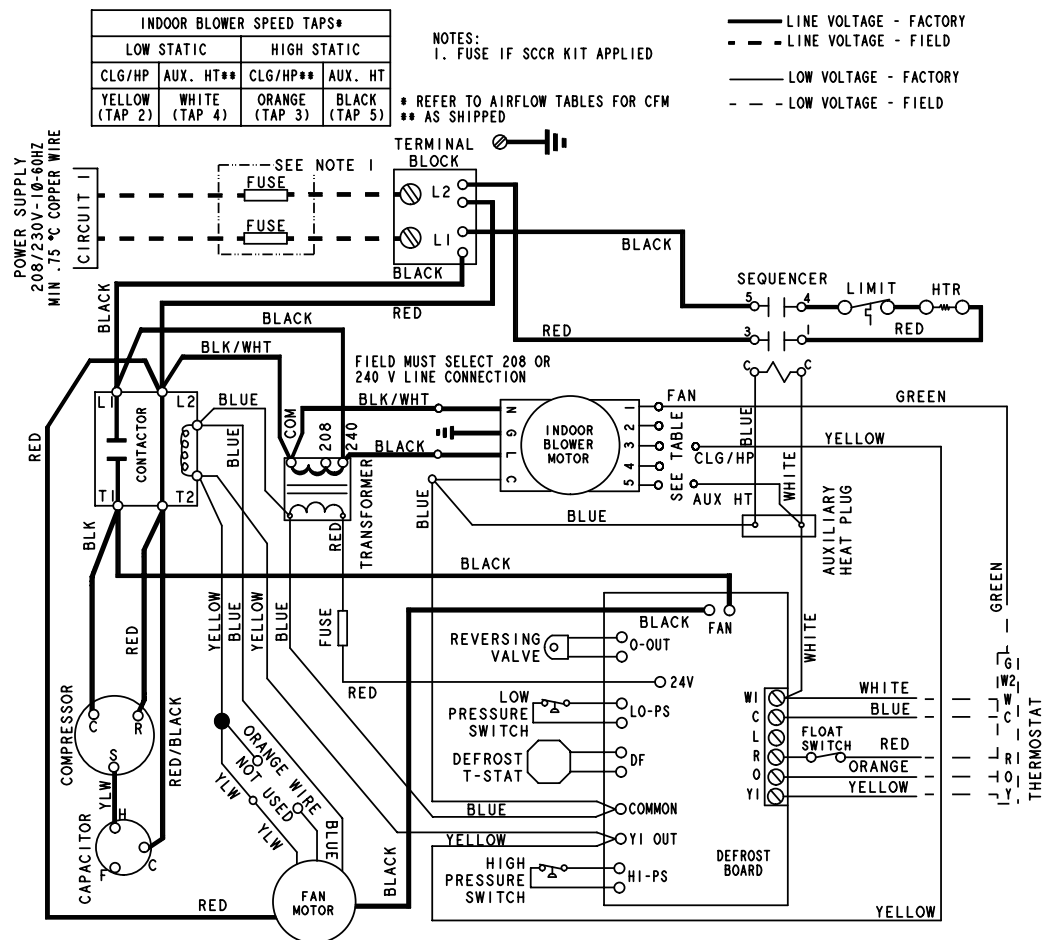 INDOOR BLOWER SPEED TAPS*
LOW STATIC
HIGH STATIC
CLG/HP
AUX. HT**
CLG/HP**
AUX. HT
YELLOW (TAP 2)
WHITE (TAP 4)
ORANGE (TAP 3)
BLACK (TAP 5)
NOTES:
1. FUSE IF SCCR KIT APPLIED
* REFER TO AIRFLOW TABLES FOR CFM
** AS SHIPPED
LINE VOLTAGE - FACTORY
LINE VOLTAGE - FIELD
LOW VOLTAGE - FACTORY
LOW VOLTAGE - FIELD
POWER SUPPLY
208/230V-1Ø-60HZ
MIN .75 °C COPPER WIRE
CIRCUIT 1
SEE NOTE 1
FUSE
FUSE
TERMINAL
BLOCK
L2
L1
BLACK
BLACK
RED
BLACK
BLACK
BLK/WHT
SEQUENCER
LIMIT
HTR
5
4
3
1
RED
RED
C
C
FIELD MUST SELECT 208 OR
240 V LINE CONNECTION
BLK/WHT
BLACK
RED
L1
L2
CONTACTOR
T1
T2
BLUE
BLUE
COM
208
240
TRANSFORMER
RED
N
G
L
C
INDOOR
BLOWER
MOTOR
1
2
3
4
5
FAN
SEE TABLE
CLG/HP
AUX HT
GREEN
YELLOW
BLUE
WHITE
BLUE
BLUE
AUXILIARY
HEAT PLUG
BLK
RED
BLACK
YELLOW
BLUE
YELLOW
BLUE
FUSE
RED
BLACK
FAN
REVERSING
VALVE
O-OUT
24V
LOW
PRESSURE
SWITCH
LO-PS
DEFROST
T-STAT
DF
BLUE
COMMON
YELLOW
Y1 OUT
HIGH
PRESSURE
SWITCH
HI-PS
DEFROST
BOARD
WHITE
GREEN
W1
C
L
R
O
Y1
WHITE
BLUE
FLOAT
SWITCH
RED
ORANGE
YELLOW
G
W2
W
C
R
O
Y
THERMOSTAT
COMPRESSOR
C
R
S
RED/BLACK
YLW
CAPACITOR
H
F
C
ORANGE WIRE
NOT USED
YLW
YLW
BLUE
FAN
MOTOR
RED
BLACK
YELLOW